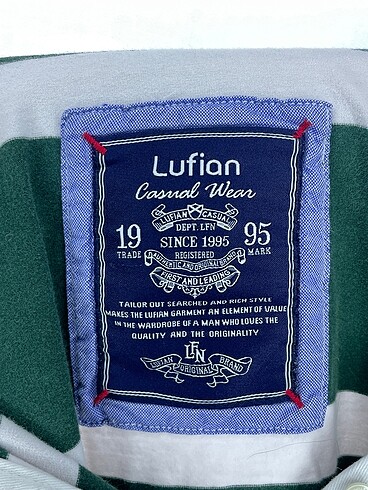 Lufian
Casual Wear
LUFIAN CASUAL
DEPT. LFN
19 SINCE 1995 95
TRADE REGISTERED MARK
AUTHENTIC AND ORIGINAL BRAND
FIRST AND LEADING
TAILOR OUT SEARCHED AND RICH STYLE
MAKES THE LUFIAN GARMENT AN ELEMENT OF VALUE
IN THE WARDROBE OF A MAN WHO LOVES THE
QUALITY AND THE ORIGINALITY
LFN
LUFIAN ORIGINAL BRAND